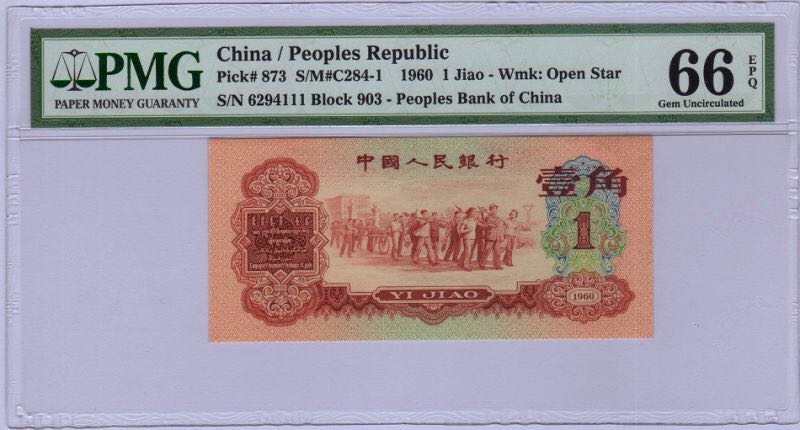 PMG
PAPER MONEY GUARANTY
China / Peoples Republic
Pick# 873 S/M#C284-1 1960 1 Jiao - Wmk: Open Star
S/N 6294111 Block 903 - Peoples Bank of China
66 EPQ
Gem Uncirculated
中國人民銀行
壹角
1
YI JIAO
1960